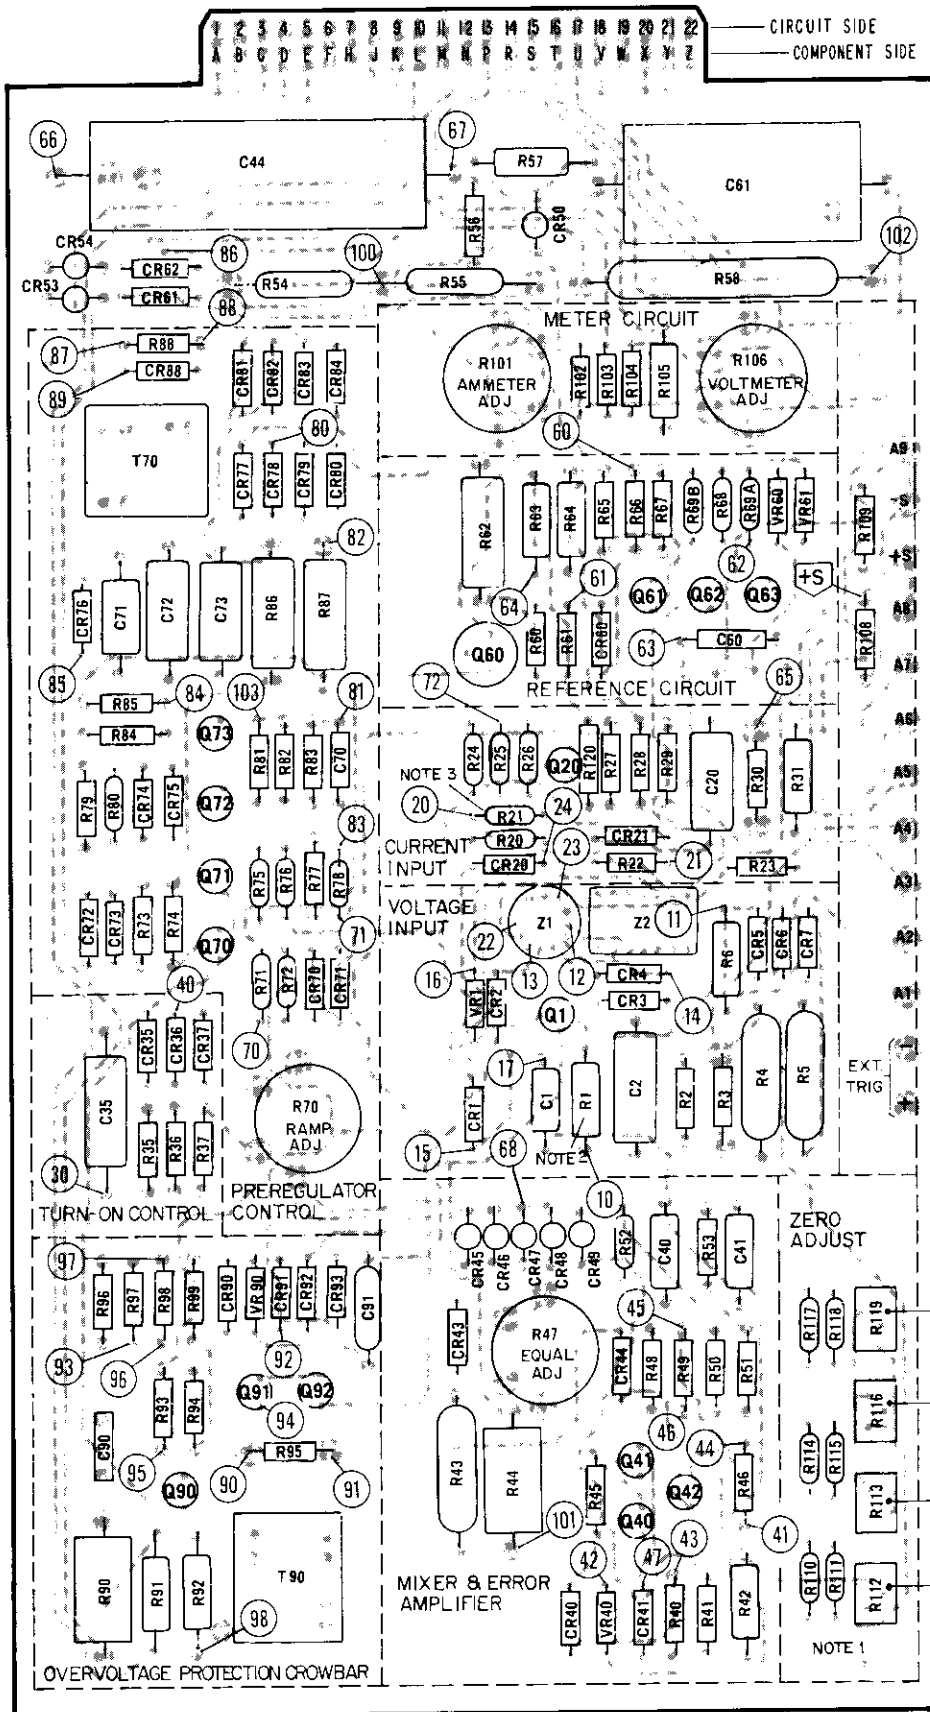 1 2 3 4 5 6 7 8 9 10 11 12 13 14 15 16 17 18 19 20 21 22 CIRCUIT SIDE
A B C D E F H J K L M N P R S T U V W X Y Z COMPONENT SIDE
66
C44
67
R57
C61
R56
CR50
CR54
86
CR62
100
102
CR53
R54
R55
R58
CR61
88
METER CIRCUIT
87
R88
CR88
89
CR81 CR82 CR83 CR84
R101
AMMETER
ADJ
R102 R103 R104 R105
R106
VOLTMETER
ADJ
T70
80
60
A9
CR77 CR78 CR79 CR80
R62
R63 R64 R65 R66 R67 R69B R68 R69A VR60 VR61
R109
-S
82
61
62
+S
+S
CR76
C71 C72 C73 R86 R87
64
Q61 Q62 Q63
A8
Q60
R60 R61 CR60
63
C60
R108
A7
85
84 103 81
72
REFERENCE CIRCUIT
65
R85
R84
Q73
A6
R81 R82 R83 C70
R24 R25 R26
Q20
R120 R27 R28 R29
C20
R30 R31
NOTE 3
A5
R79 R80 CR74 CR75
Q72
20
24
R21
83
R20
CR21
A4
CURRENT
INPUT
CR20
23
R22
21
R23
Q71
R75 R76 R77 R78
A3
VOLTAGE
INPUT
Z1
Z2
11
CR72 CR73 R73 R74
Q70
71
22
R6
CR5 CR6 CR7
A2
16
13
12
CR4
R71 R72 CR70 CR71
40
VR1 CR2
CR3
14
A1
Q1
CR35 CR36 CR37
70
17
EXT.
TRIG
-
+
C35
R70
RAMP
ADJ
CR1
C1 R1 C2 R2 R3 R4 R5
R35 R36 R37
15
68
NOTE 2
30
10
TURN-ON CONTROL
PREREGULATOR
CONTROL
ZERO
ADJUST
97
CR45 CR46 CR47 CR48 CR49
R52 C40 R53 C41
R96 R97 R98 R99 CR90 VR90 CR91 CR92 CR93 C91
CR43
R47
EQUAL
ADJ
45
R117 R118
R119
93
96
92
CR44 R48 R49 R50 R51
Q91 Q92
94
R93 R94
46
R116
C90
95
R95
R43
R44
44
R114 R115
Q41
90
91
R45
R46
Q42
R113
Q90
Q40
101
41
R90
R91 R92
T90
42
47
43
R110 R111
R112
MIXER & ERROR
AMPLIFIER
CR40 VR40 CR41 R40 R41 R42
98
NOTE 1
OVERVOLTAGE PROTECTION CROWBAR